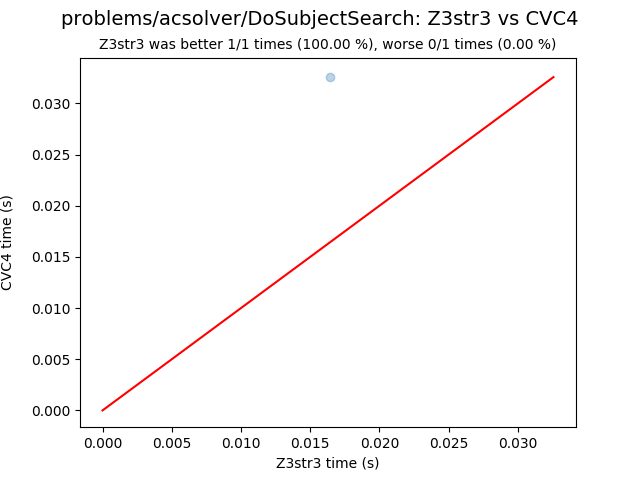 problems/acsolver/DoSubjectSearch: Z3str3 vs CVC4
Z3str3 was better 1/1 times (100.00 %), worse 0/1 times (0.00 %)
CVC4 time (s)
0.030
0.025
0.020
0.015
0.010
0.005
0.000
0.000 0.005 0.010 0.015 0.020 0.025 0.030
Z3str3 time (s)